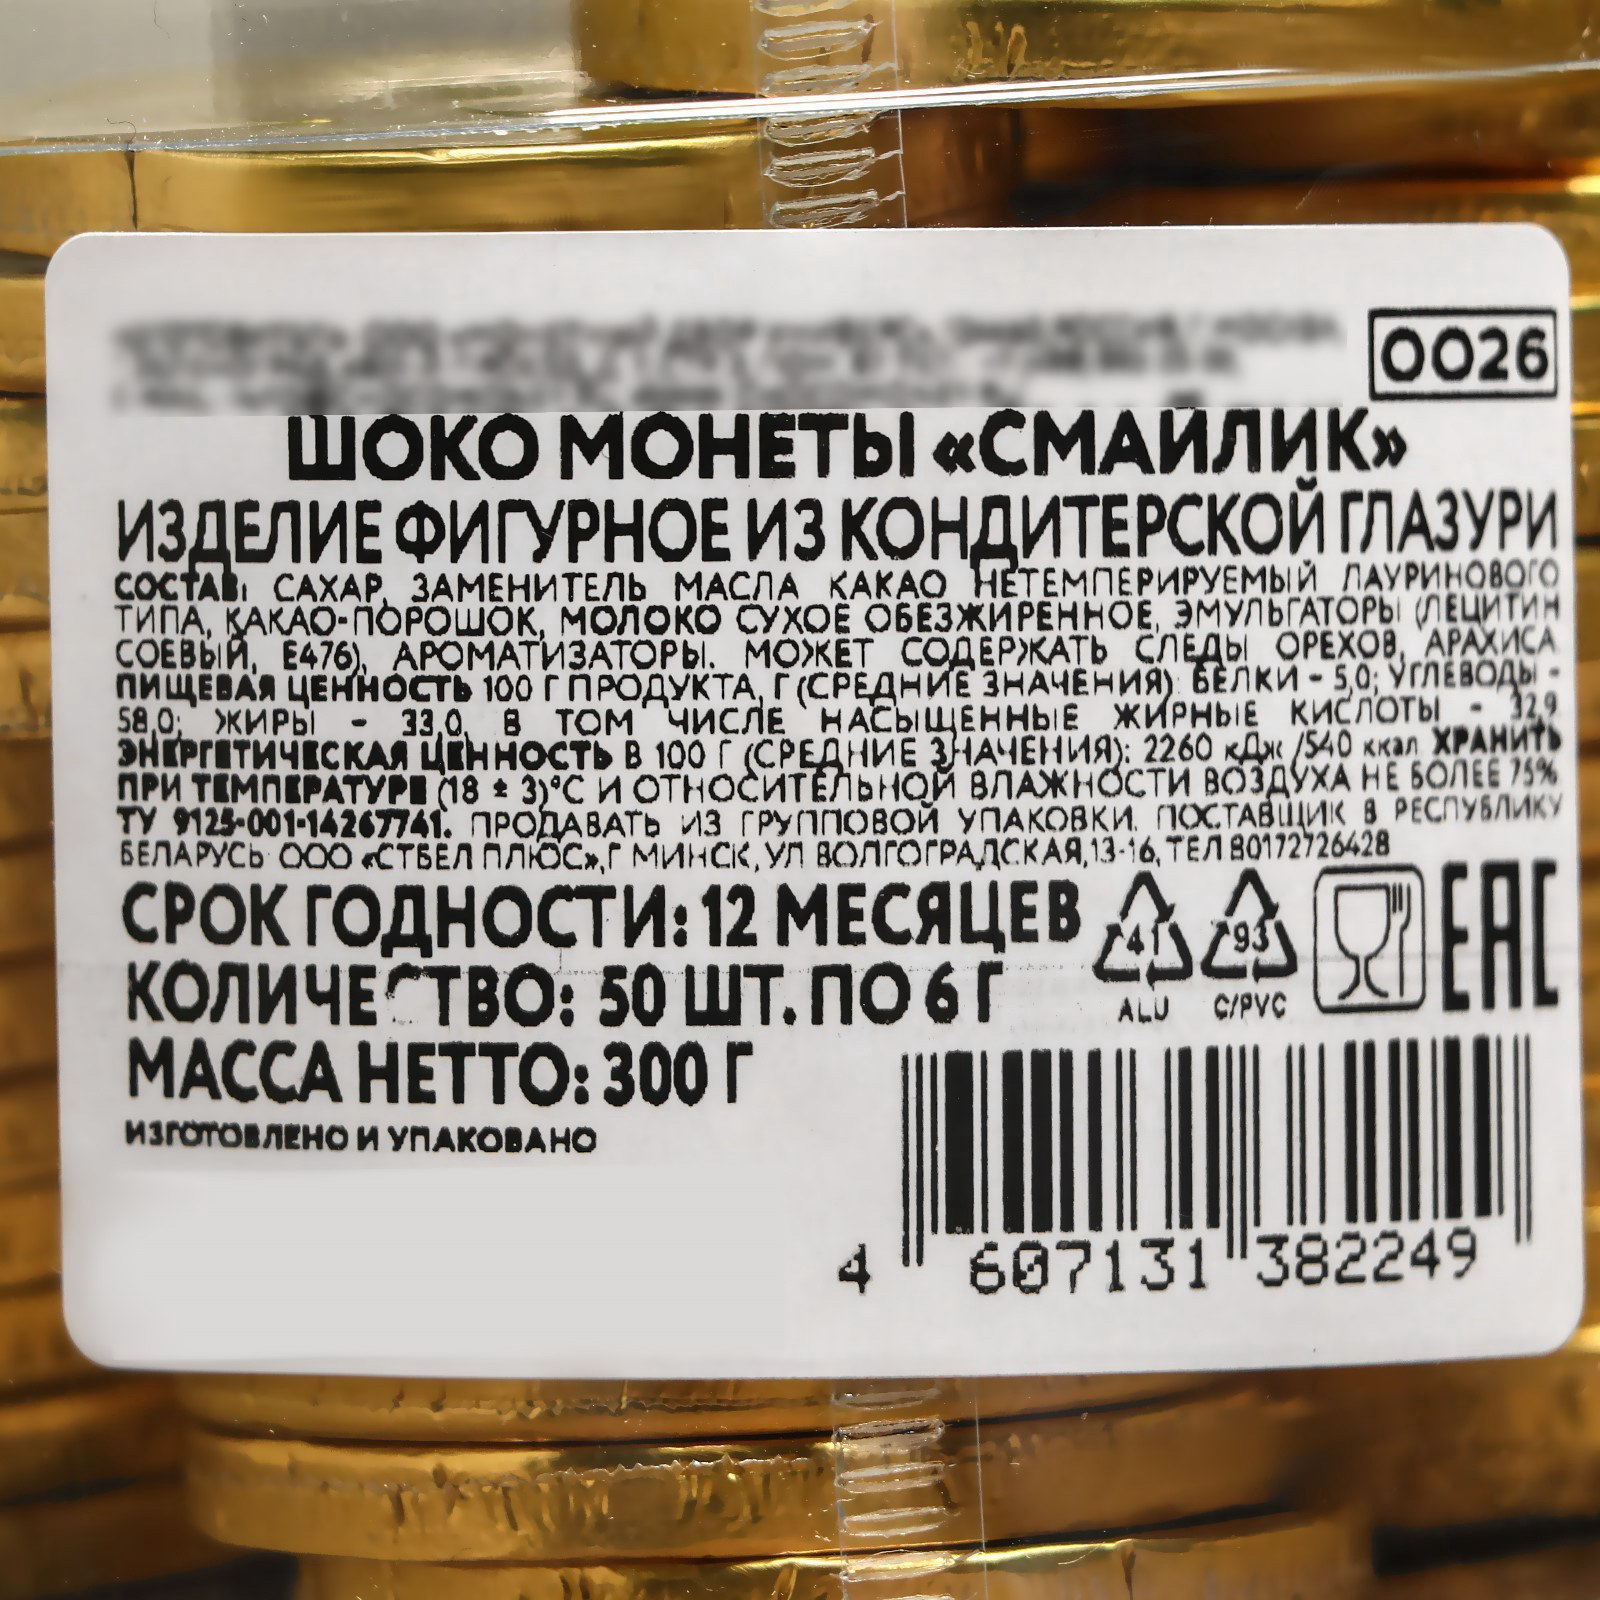 0026
ШОКО МОНЕТЫ «СМАЙЛИК»
ИЗДЕЛИЕ ФИГУРНОЕ ИЗ КОНДИТЕРСКОЙ ГЛАЗУРИ
СОСТАВ: САХАР, ЗАМЕНИТЕЛЬ МАСЛА КАКАО НЕТЕМПЕРИРУЕМЫЙ ЛАУРИНОВОГО
ТИПА, КАКАО-ПОРОШОК, МОЛОКО СУХОЕ ОБЕЗЖИРЕННОЕ, ЭМУЛЬГАТОРЫ (ЛЕЦИТИН
СОЕВЫЙ, Е476), АРОМАТИЗАТОРЫ. МОЖЕТ СОДЕРЖАТЬ СЛЕДЫ ОРЕХОВ, АРАХИСА
ПИЩЕВАЯ ЦЕННОСТЬ 100 Г ПРОДУКТА, Г (СРЕДНИЕ ЗНАЧЕНИЯ): БЕЛКИ - 5,0; УГЛЕВОДЫ -
58,0; ЖИРЫ - 33,0, В ТОМ ЧИСЛЕ НАСЫЩЕННЫЕ ЖИРНЫЕ КИСЛОТЫ - 32,9
ЭНЕРГЕТИЧЕСКАЯ ЦЕННОСТЬ В 100 Г (СРЕДНИЕ ЗНАЧЕНИЯ): 2260 кДж /540 ккал ХРАНИТЬ
ПРИ ТЕМПЕРАТУРЕ (18 ± 3)°С И ОТНОСИТЕЛЬНОЙ ВЛАЖНОСТИ ВОЗДУХА НЕ БОЛЕЕ 75%
ТУ 9125-001-14267741. ПРОДАВАТЬ ИЗ ГРУППОВОЙ УПАКОВКИ. ПОСТАВЩИК В РЕСПУБЛИКУ
БЕЛАРУСЬ ООО «СТБЕЛ ПЛЮС», Г МИНСК, УЛ ВОЛГОГРАДСКАЯ, 13-16, ТЕЛ 80172726428
СРОК ГОДНОСТИ: 12 МЕСЯЦЕВ
41 ALU 93 C/PVC EAC
КОЛИЧЕСТВО: 50 ШТ. ПО 6 Г
МАССА НЕТТО: 300 Г
ИЗГОТОВЛЕНО И УПАКОВАНО
4 607131 382249